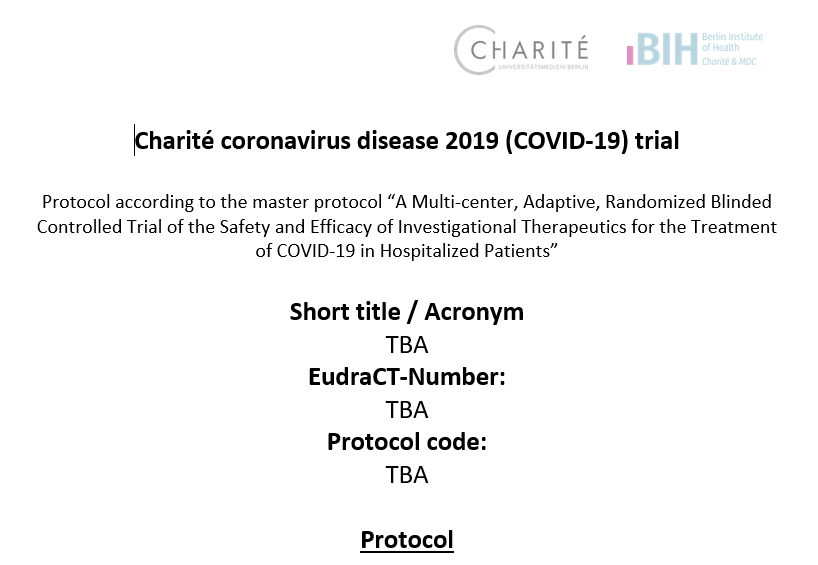 CHARITÉ
UNIVERSITÄTSMEDIZIN BERLIN
BIH
Berlin Institute
of Health
Charité & MDC
Charité coronavirus disease 2019 (COVID-19) trial
Protocol according to the master protocol “A Multi-center, Adaptive, Randomized Blinded
Controlled Trial of the Safety and Efficacy of Investigational Therapeutics for the Treatment
of COVID-19 in Hospitalized Patients”
Short title / Acronym
TBA
EudraCT-Number:
TBA
Protocol code:
TBA
Protocol